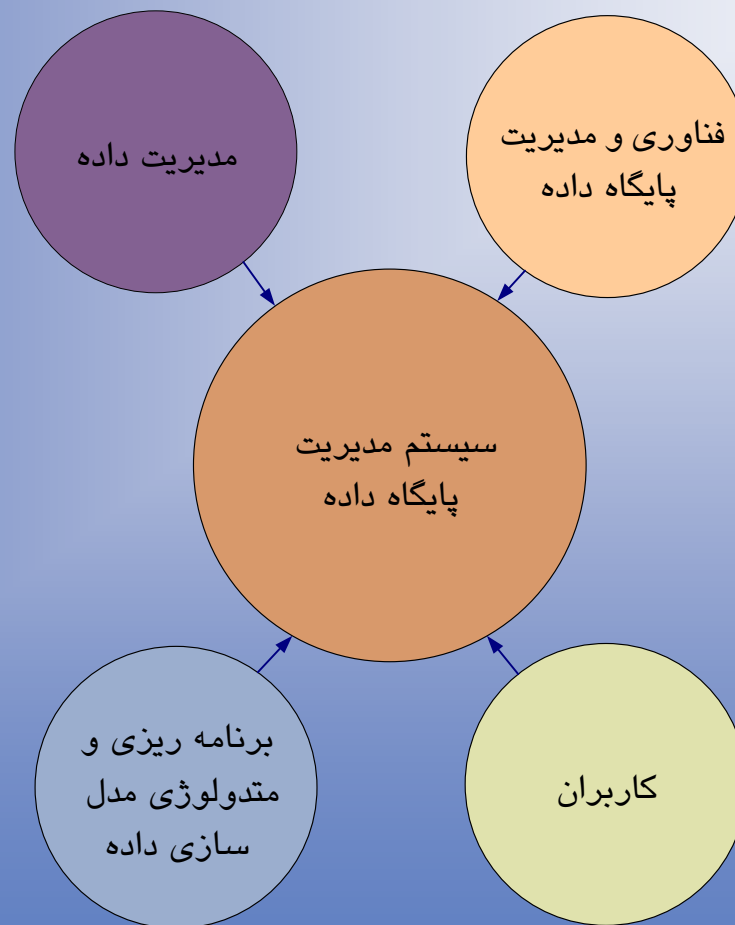 فناوری و مدیریت
پایگاه داده
مدیریت داده
سیستم مدیریت
پایگاه داده
کاربران
برنامه ریزی و
متدولوژی مدل
سازی داده